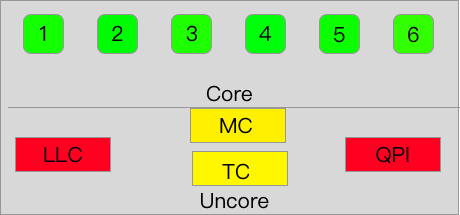 1 2 3 4 5 6
Core
MC
LLC QPI
TC
Uncore